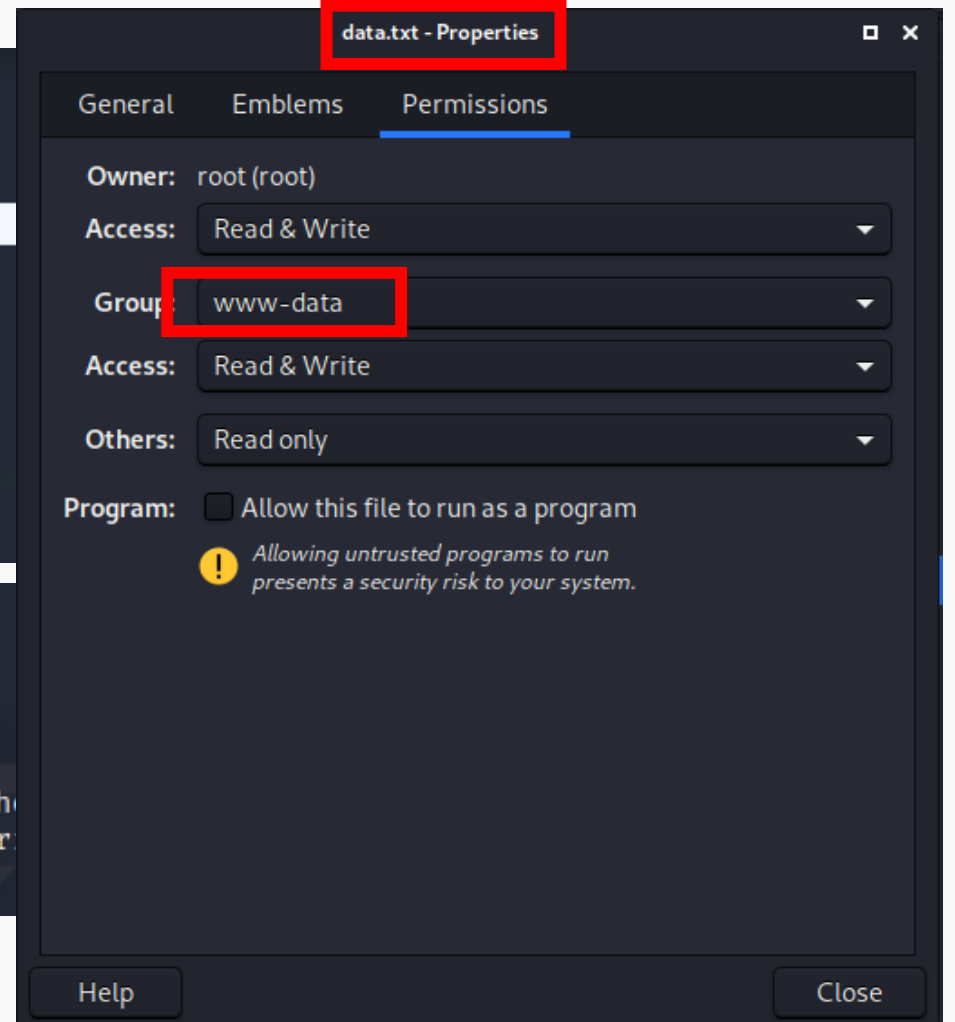 data.txt - Properties
General Emblems Permissions
Owner: root (root)
Access: Read & Write
Group: www-data
Access: Read & Write
Others: Read only
Program: Allow this file to run as a program
Allowing untrusted programs to run
presents a security risk to your system.
Help Close